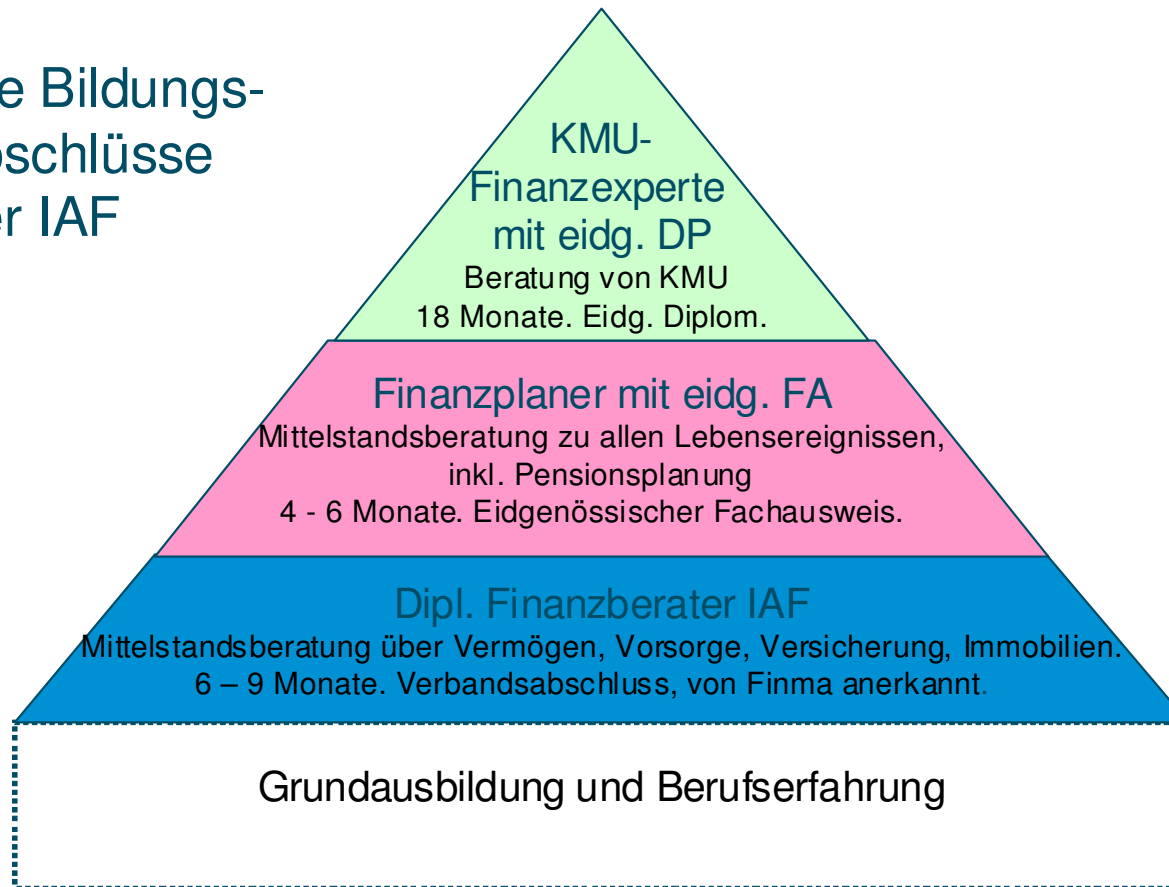 e Bildungs-
schlüsse
er IAF
KMU-
Finanzexperte
mit eidg. DP
Beratung von KMU
18 Monate. Eidg. Diplom.
Finanzplaner mit eidg. FA
Mittelstandsberatung zu allen Lebensereignissen,
inkl. Pensionsplanung
4 - 6 Monate. Eidgenössischer Fachausweis.
Dipl. Finanzberater IAF
Mittelstandsberatung über Vermögen, Vorsorge, Versicherung, Immobilien.
6 – 9 Monate. Verbandsabschluss, von Finma anerkannt.
Grundausbildung und Berufserfahrung